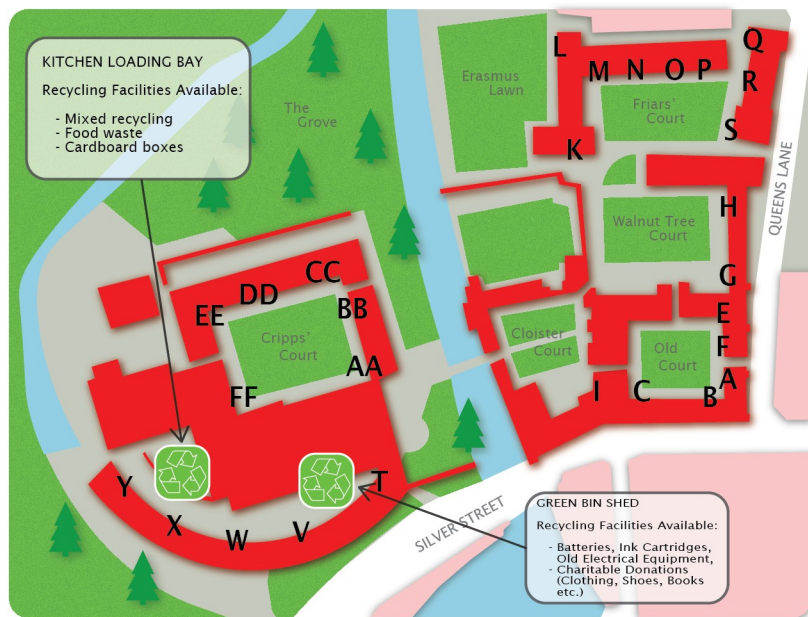 KITCHEN LOADING BAY
Recycling Facilities Available:
- Mixed recycling
- Food waste
- Cardboard boxes
The
Grove
Erasmus
Lawn
L
M N O P
Q
R
S
K
Friars'
Court
QUEENS LANE
H
Walnut Tree
Court
G
E
F
A
B
Old
Court
C
I
Cloister
Court
CC
DD
EE
BB
Cripps'
Court
AA
FF
Y
X
W
V
T
SILVER STREET
GREEN BIN SHED
Recycling Facilities Available:
- Batteries, Ink Cartridges,
Old Electrical Equipment,
- Charitable Donations
(Clothing, Shoes, Books
etc.)